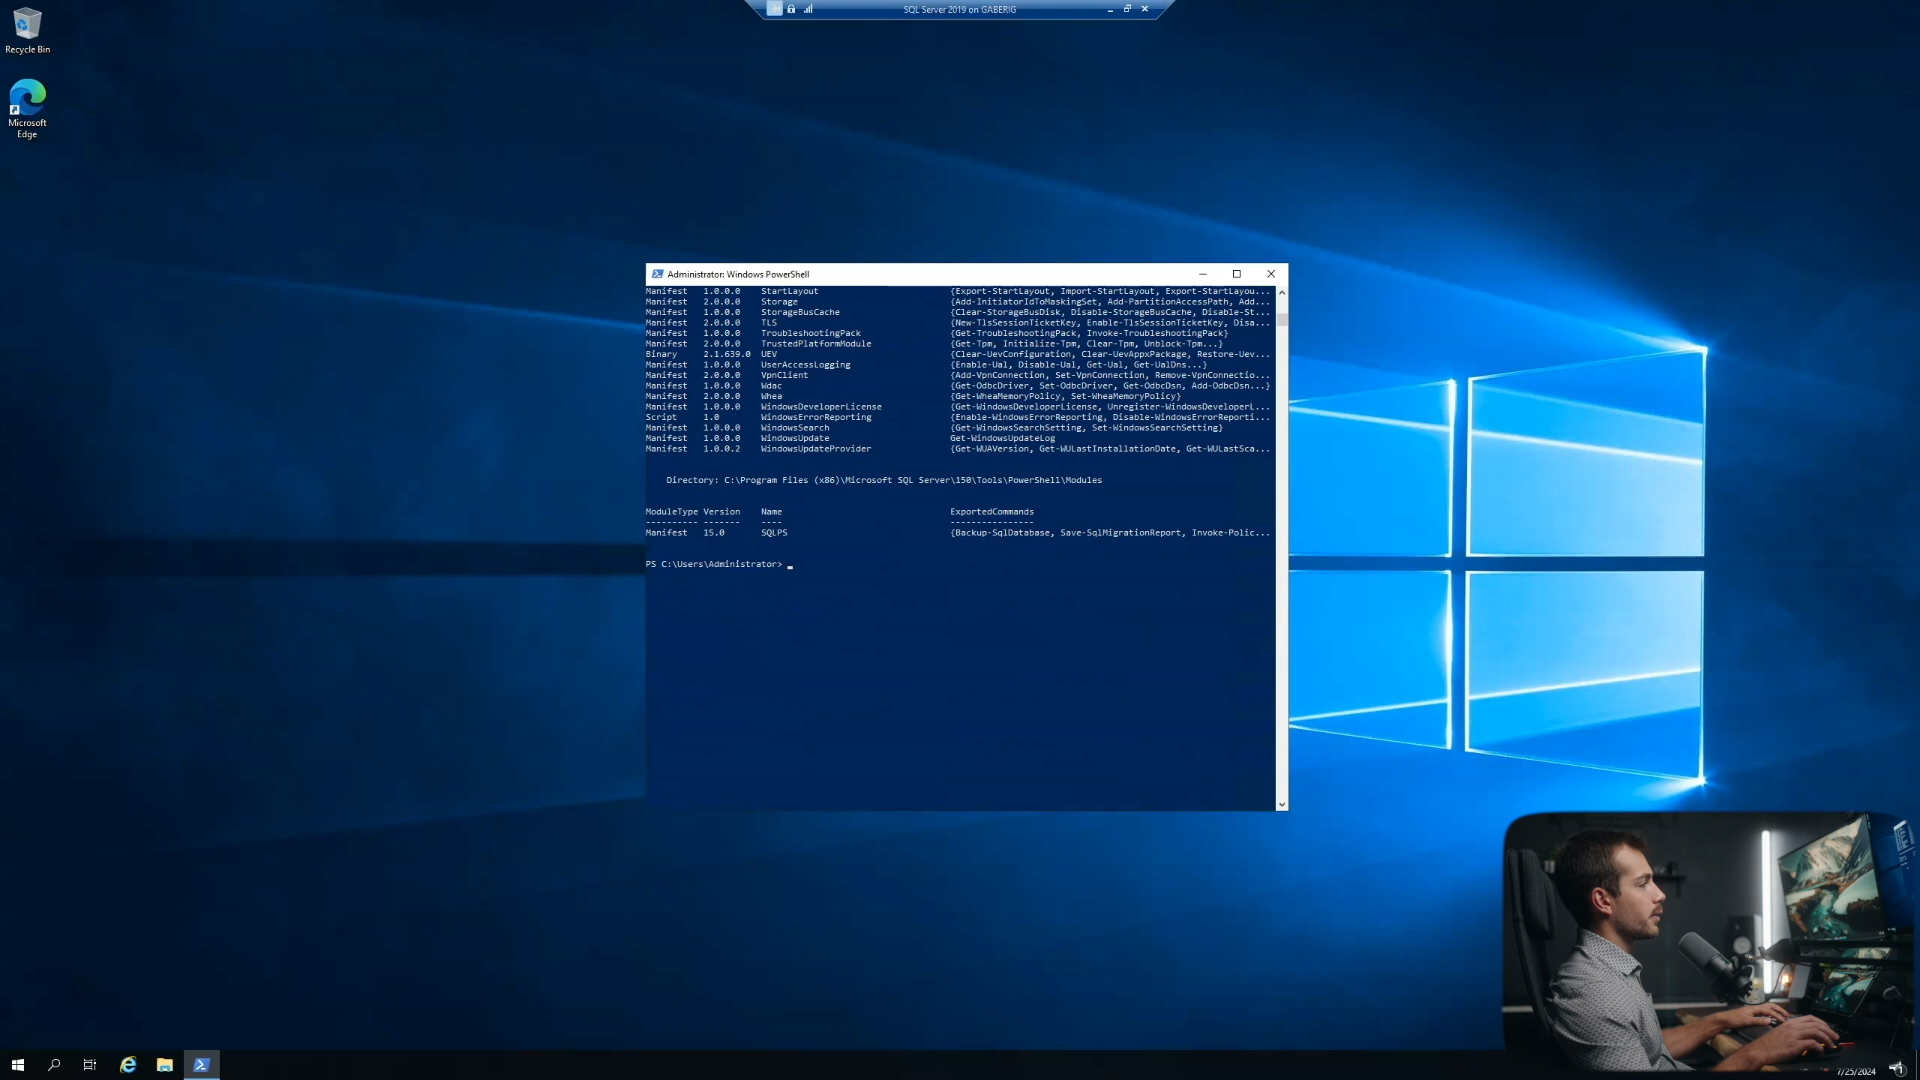 SQL Server 2019 on GABERIG
Recycle Bin
Microsoft
Edge
Administrator: Windows PowerShell
Manifest 1.0.0.0 StartLayout {Export-StartLayout, Import-StartLayout, Export-StartLayou...
Manifest 2.0.0.0 Storage {Add-InitiatorIdToMaskingSet, Add-PartitionAccessPath, Add...
Manifest 1.0.0.0 StorageBusCache {Clear-StorageBusDisk, Disable-StorageBusCache, Disable-St...
Manifest 2.0.0.0 TLS {New-TlsSessionTicketKey, Enable-TlsSessionTicketKey, Disa...
Manifest 1.0.0.0 TroubleshootingPack {Get-TroubleshootingPack, Invoke-TroubleshootingPack}
Manifest 2.0.0.0 TrustedPlatformModule {Get-Tpm, Initialize-Tpm, Clear-Tpm, Unblock-Tpm...}
Binary 2.1.639.0 UEV {Clear-UevConfiguration, Clear-UevAppxPackage, Restore-Uev...
Manifest 1.0.0.0 UserAccessLogging {Enable-Ual, Disable-Ual, Get-Ual, Get-UalDns...}
Manifest 2.0.0.0 VpnClient {Add-VpnConnection, Set-VpnConnection, Remove-VpnConnectio...
Manifest 1.0.0.0 Wdac {Get-OdbcDriver, Set-OdbcDriver, Get-OdbcDsn, Add-OdbcDsn...}
Manifest 2.0.0.0 Whea {Get-WheaMemoryPolicy, Set-WheaMemoryPolicy}
Manifest 1.0.0.0 WindowsDeveloperLicense {Get-WindowsDeveloperLicense, Unregister-WindowsDeveloperL...
Script 1.0 WindowsErrorReporting {Enable-WindowsErrorReporting, Disable-WindowsErrorReporti...
Manifest 1.0.0.0 WindowsSearch {Get-WindowsSearchSetting, Set-WindowsSearchSetting}
Manifest 1.0.0.0 WindowsUpdate Get-WindowsUpdateLog
Manifest 1.0.0.2 WindowsUpdateProvider {Get-WUAVersion, Get-WULastInstallationDate, Get-WULastSca...
Directory: C:\Program Files (x86)\Microsoft SQL Server\150\Tools\PowerShell\Modules
ModuleType Version Name ExportedCommands
---------- ------- ---- ----------------
Manifest 15.0 SQLPS {Backup-SqlDatabase, Save-SqlMigrationReport, Invoke-Polic...
PS C:\Users\Administrator> _
7/25/2024